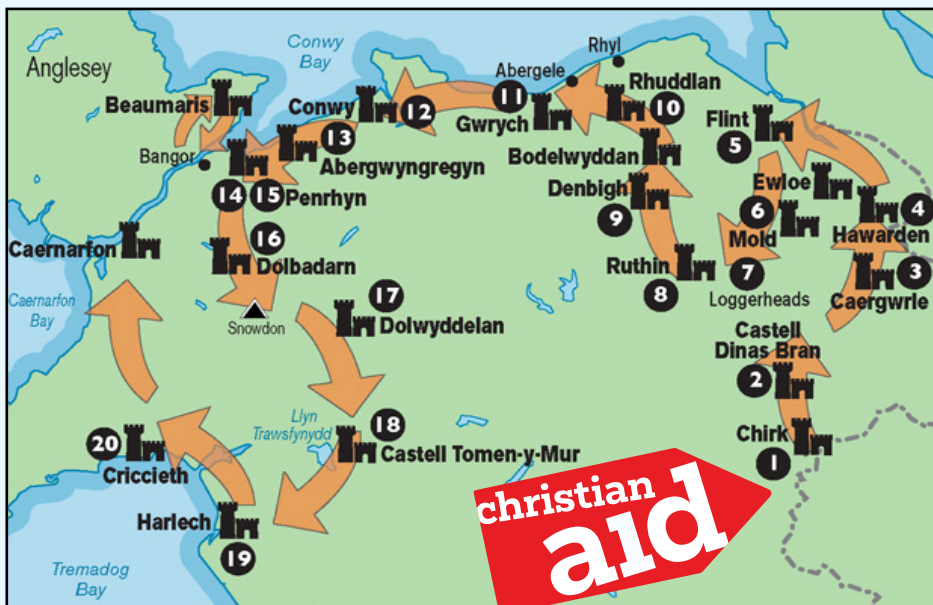 Conwy
Bay
Anglesey
Rhyl
Abergele
Beaumaris
Conwy
12
11
Gwrych
Rhuddlan
10
Flint
5
13
Abergwyngregyn
Bangor
Bodelwyddan
Ewloe
14
15
Penrhyn
Denbigh
9
6
Mold
4
Hawarden
Caernarfon
16
Dolbadarn
Ruthin
8
7
Loggerheads
3
Caergwrle
Caernarfon
Bay
Snowdon
17
Dolwyddelan
Castell
Dinas Bran
2
Llyn
Trawsfynydd
18
Castell Tomen-y-Mur
Chirk
1
20
Criccieth
Harlech
19
christian
aid
Tremadog
Bay